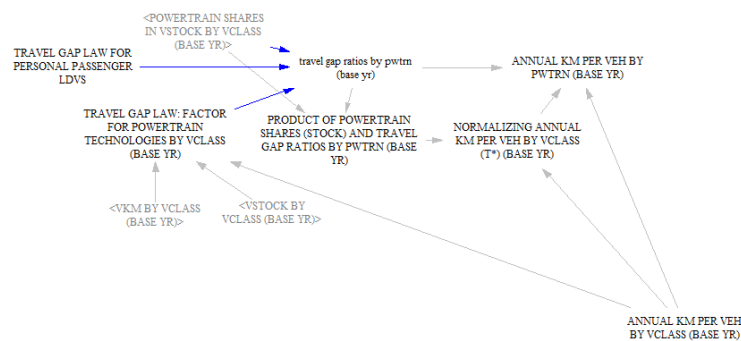 <POWERTRAIN SHARES
IN VSTOCK BY VCLASS
(BASE YR)>
TRAVEL GAP LAW FOR
PERSONAL PASSENGER
LDVS
travel gap ratios by pwtrn
(base yr)
ANNUAL KM PER VEH BY
PWTRN (BASE YR)
TRAVEL GAP LAW: FACTOR
FOR POWERTRAIN
TECHNOLOGIES BY VCLASS
(BASE YR)
PRODUCT OF POWERTRAIN
SHARES (STOCK) AND TRAVEL
GAP RATIOS BY PWTRN (BASE
YR)
NORMALIZING ANNUAL
KM PER VEH BY VCLASS
(T*) (BASE YR)
<VKM BY VCLASS
(BASE YR)>
<VSTOCK BY
VCLASS (BASE YR)>
ANNUAL KM PER VEH
BY VCLASS (BASE YR)